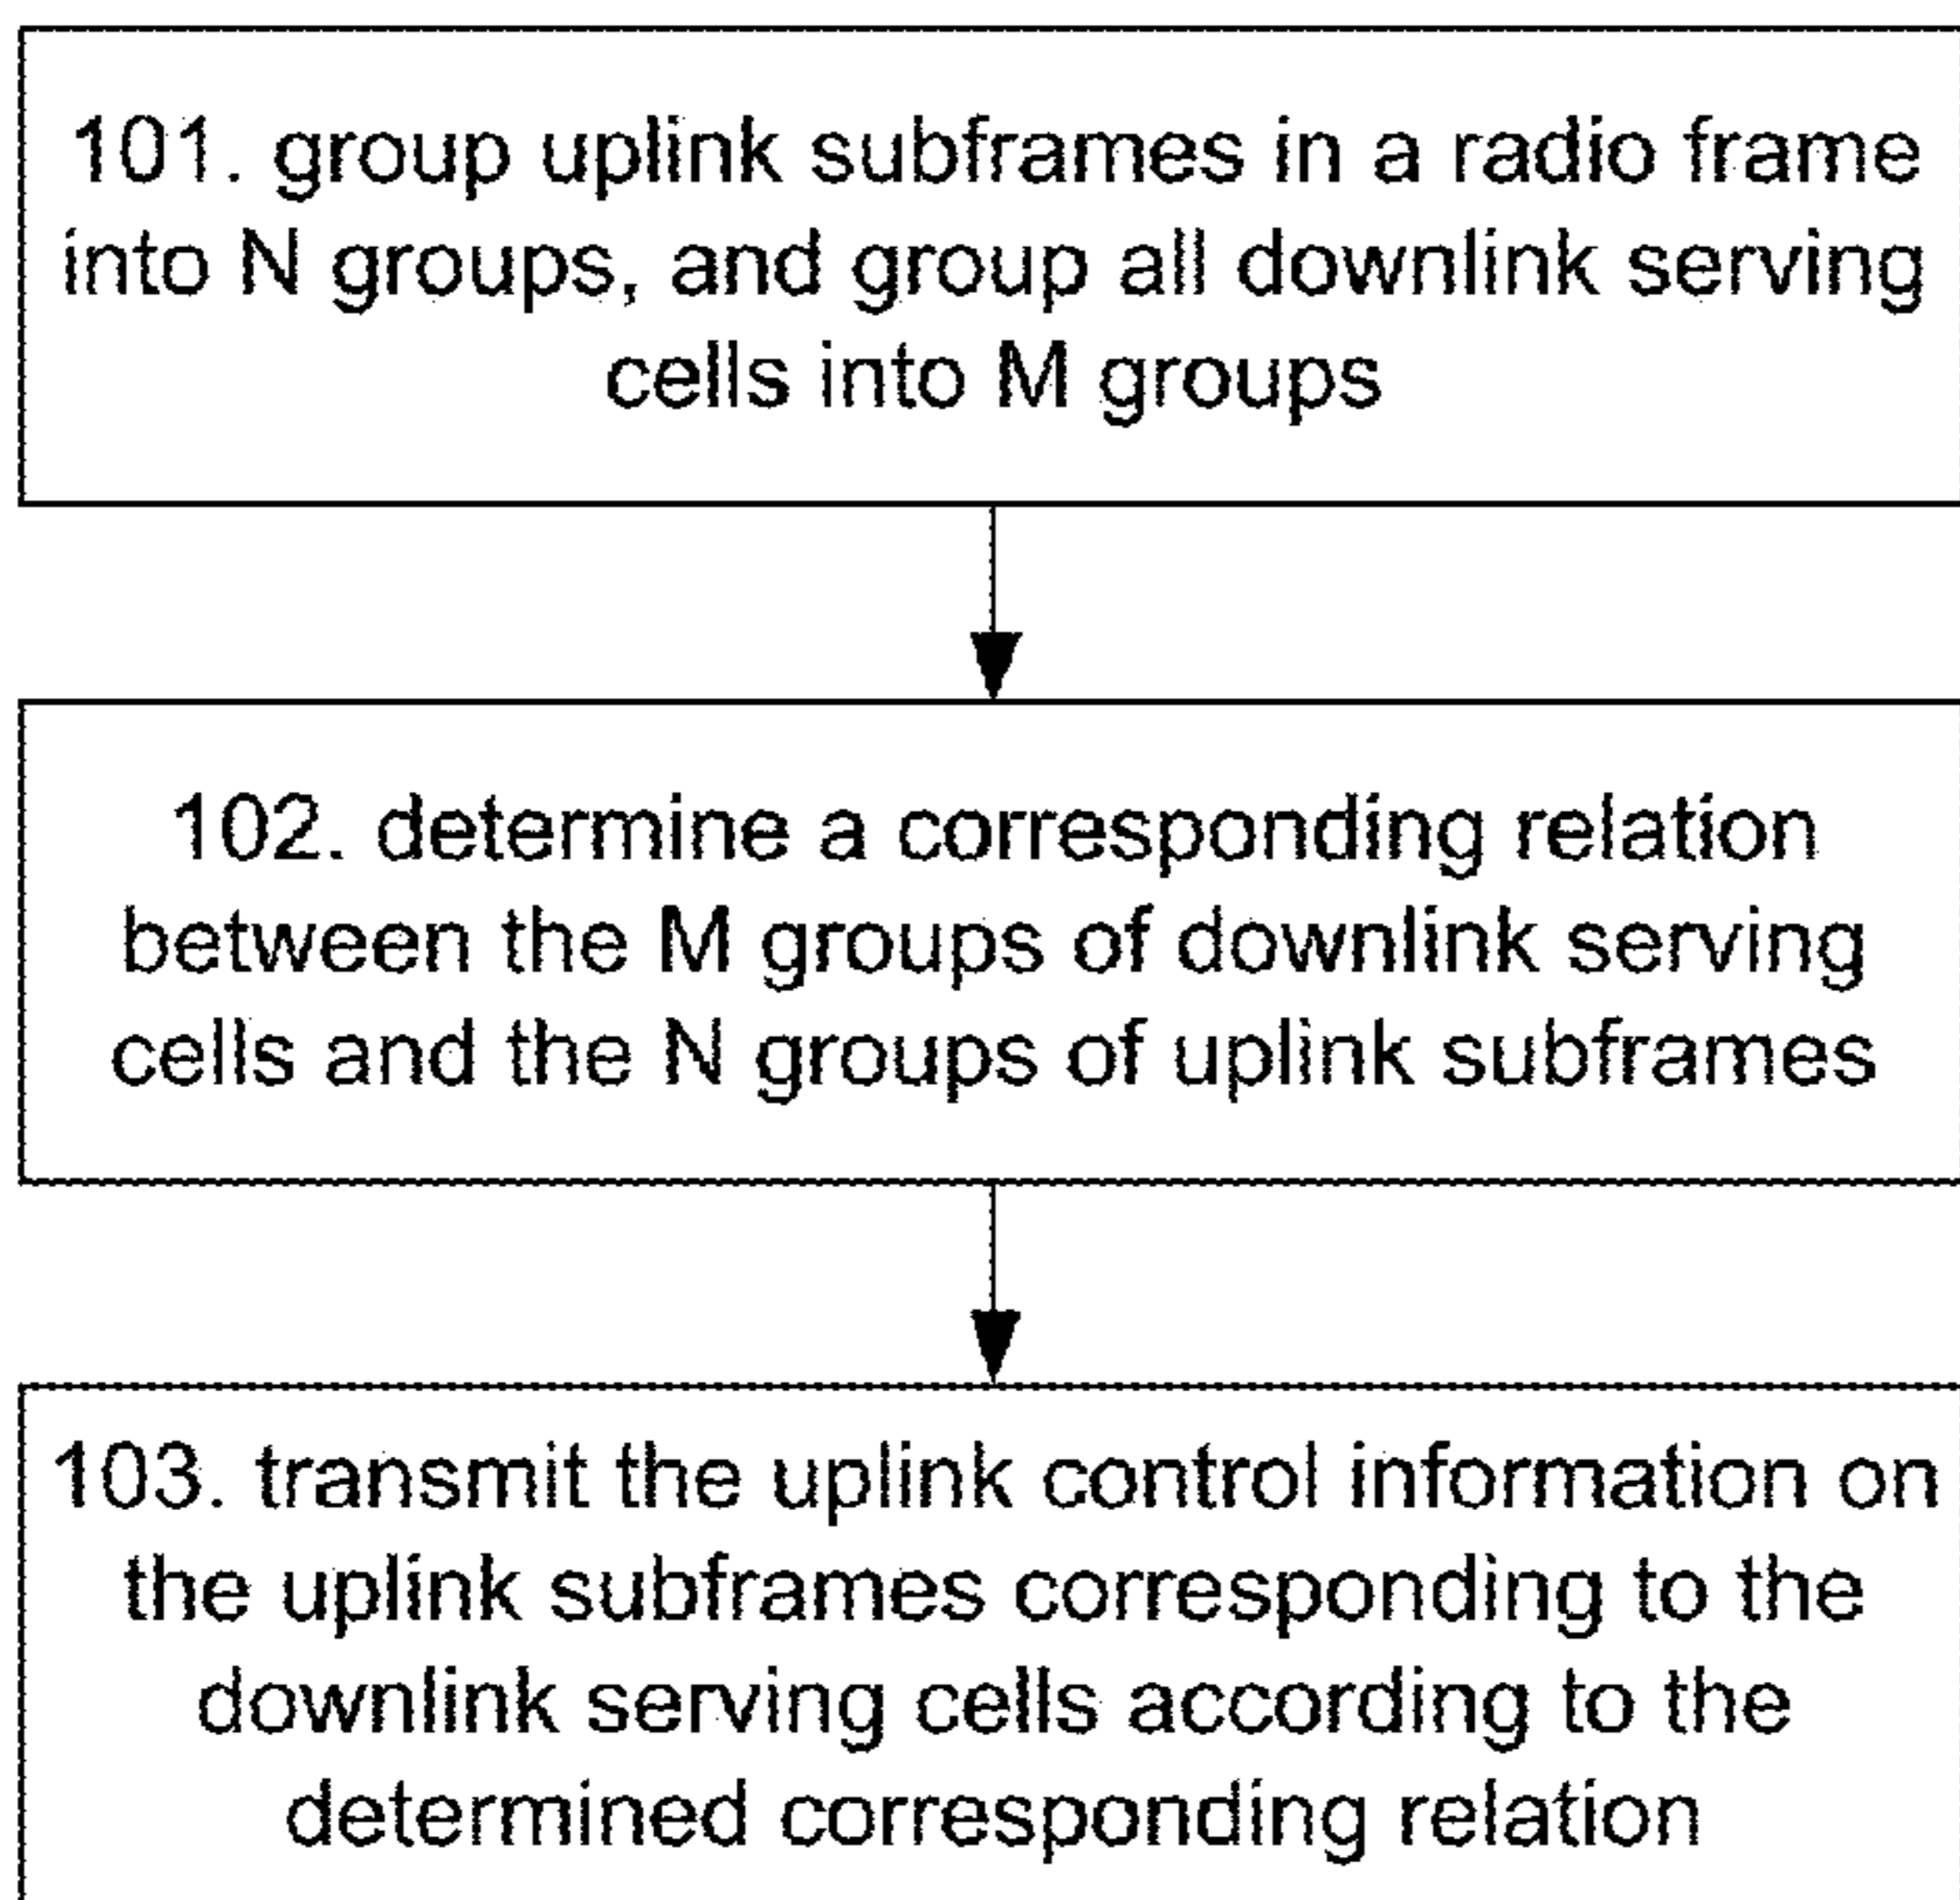 101. group uplink subframes in a radio frame
into N groups, and group all downlink serving
cells into M groups
102. determine a corresponding relation
between the M groups of downlink serving
cells and the N groups of uplink subframes
103. transmit the uplink control information on
the uplink subframes corresponding to the
downlink serving cells according to the
determined corresponding relation